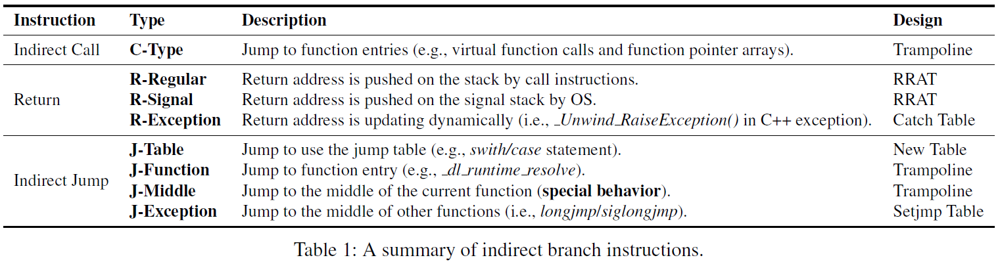 Instruction Type Description Design
Indirect Call C-Type Jump to function entries (e.g., virtual function calls and function pointer arrays). Trampoline
R-Regular Return address is pushed on the stack by call instructions. RRAT
Return R-Signal Return address is pushed on the signal stack by OS. RRAT
R-Exception Return address is updating dynamically (i.e., _Unwind_RaiseException() in C++ exception). Catch Table
J-Table Jump to use the jump table (e.g., swith/case statement). New Table
J-Function Jump to function entry (e.g., _dl_runtime_resolve). Trampoline
Indirect Jump
J-Middle Jump to the middle of the current function (special behavior). Trampoline
J-Exception Jump to the middle of other functions (i.e., longjmp/siglongjmp). Setjmp Table
Table 1: A summary of indirect branch instructions.